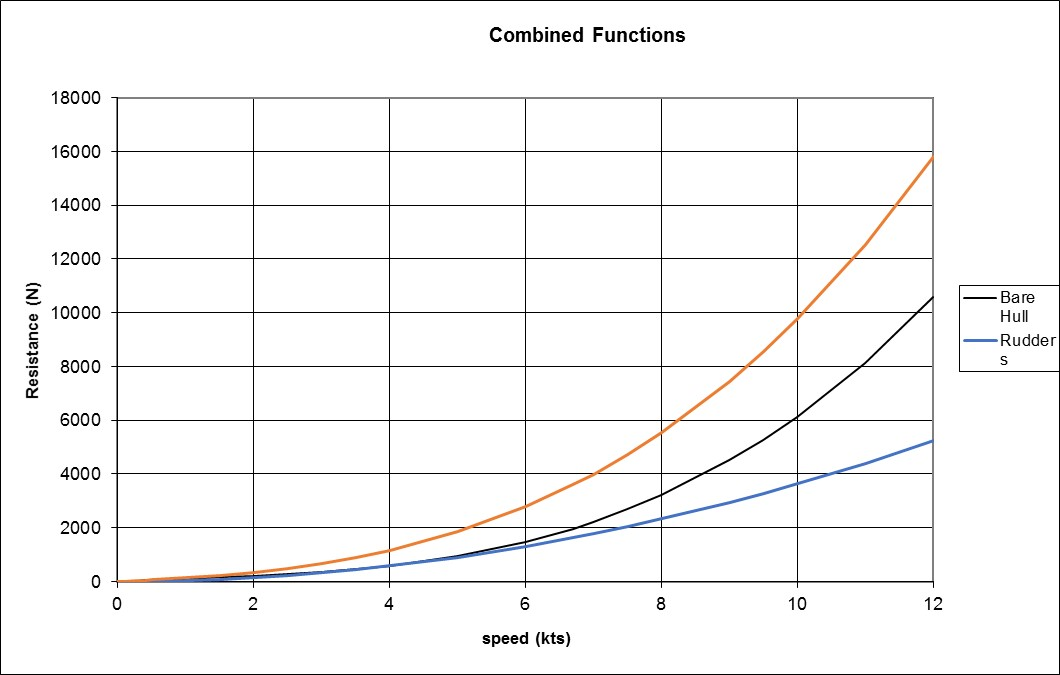 Combined Functions
18000
16000
14000
12000
10000
8000
6000
4000
2000
0
Resistance (N)
0 2 4 6 8 10 12
speed (kts)
Bare
Hull
Rudder
s